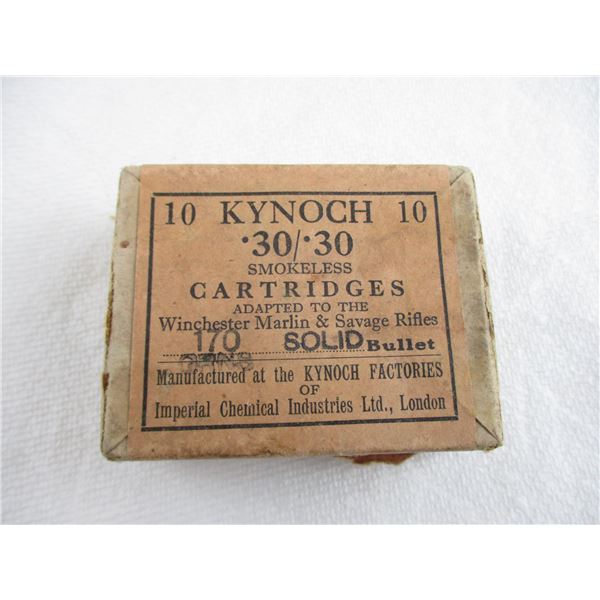 10 KYNOCH 10
·30/·30
SMOKELESS
CARTRIDGES
ADAPTED TO THE
Winchester Marlin & Savage Rifles
170 SOLID Bullet
Manufactured at the KYNOCH FACTORIES
OF
Imperial Chemical Industries Ltd., London